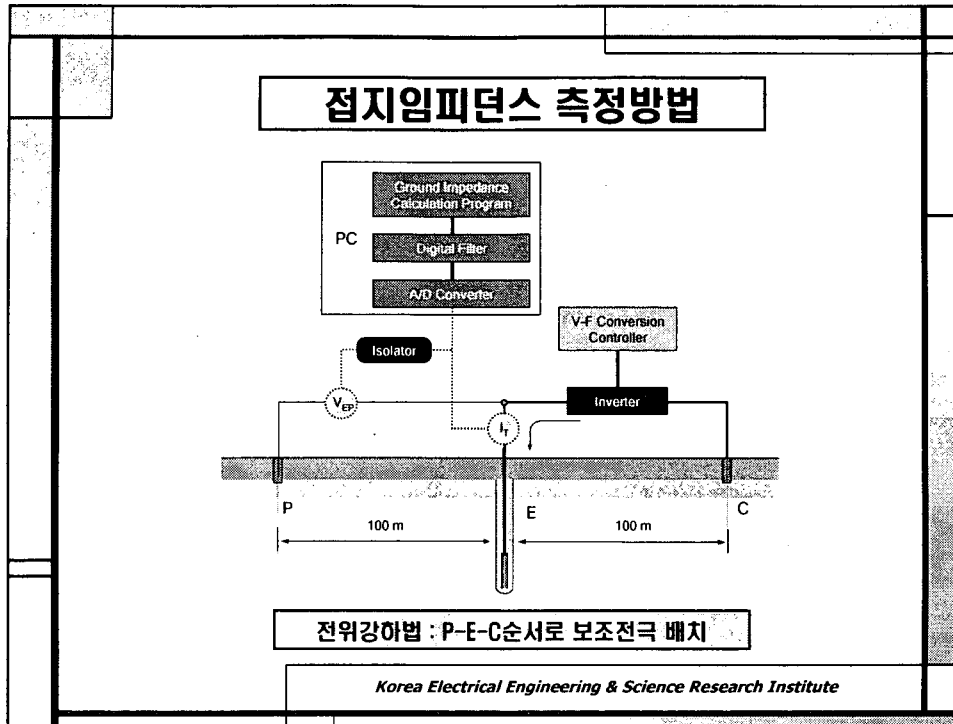 접지임피던스 측정방법
Ground Impedance
Calculation Program
PC
Digital Filter
A/D Converter
V-F Conversion
Controller
Isolator
V_EP
Inverter
I_T
P
E
C
100 m
100 m
전위강하법 : P-E-C순서로 보조전극 배치
Korea Electrical Engineering & Science Research Institute